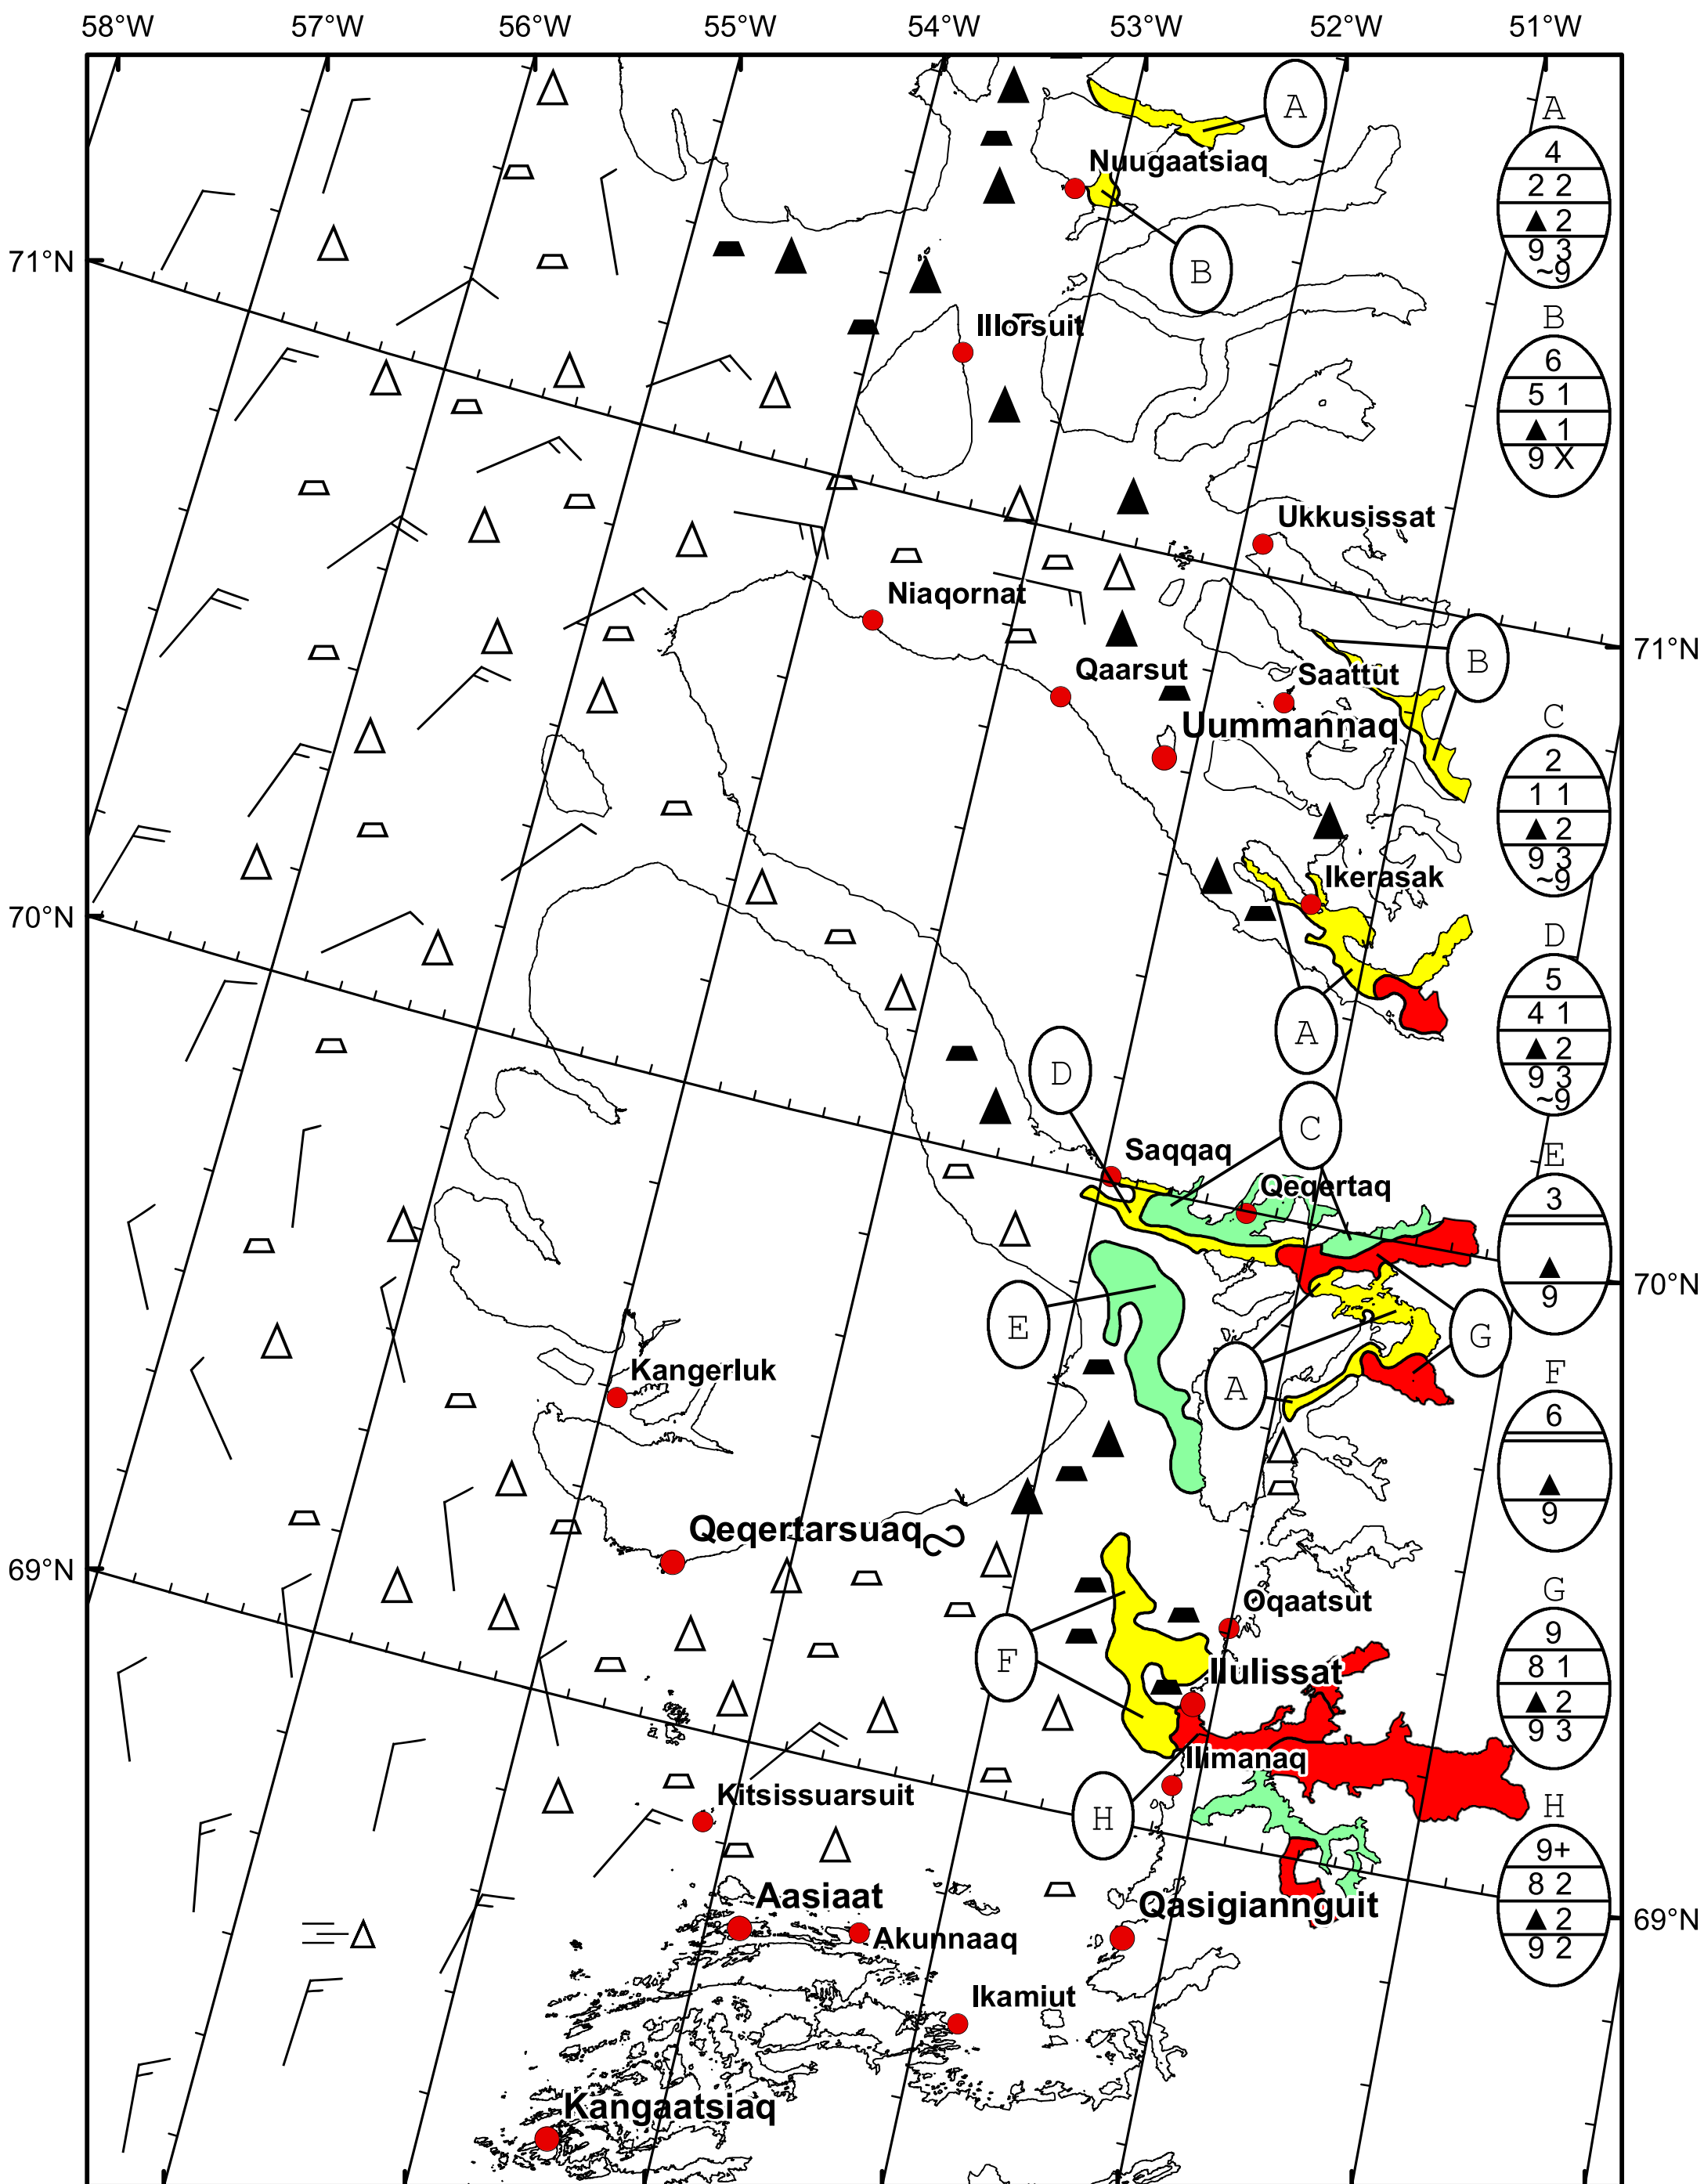 58°W 57°W 56°W 55°W 54°W 53°W 52°W 51°W
A
A
4
2 2
▲ 2
9 3
~9
Nuugaatsiaq
71°N
B
B
6
5 1
▲ 1
9 X
Illorsuit
Ukkusissat
Niaqornat
71°N
B
Qaarsut
Saattut
Uummannaq
C
2
1 1
▲ 2
9 3
~9
Ikerasak
70°N
D
5
4 1
▲ 2
9 3
~9
A
D
C
Saqqaq
Qeqertaq
E
3
▲
9
70°N
E
G
A
Kangerluk
F
6
▲
9
Qeqertarsuaq
69°N
Oqaatsut
F
Ilulissat
G
9
8 1
▲ 2
9 3
Ilimanaq
Kitsissuarsuit
H
H
9+
8 2
▲ 2
9 2
Aasiaat
Qasigiannguit
69°N
Akunnaaq
Ikamiut
Kangaatsiaq